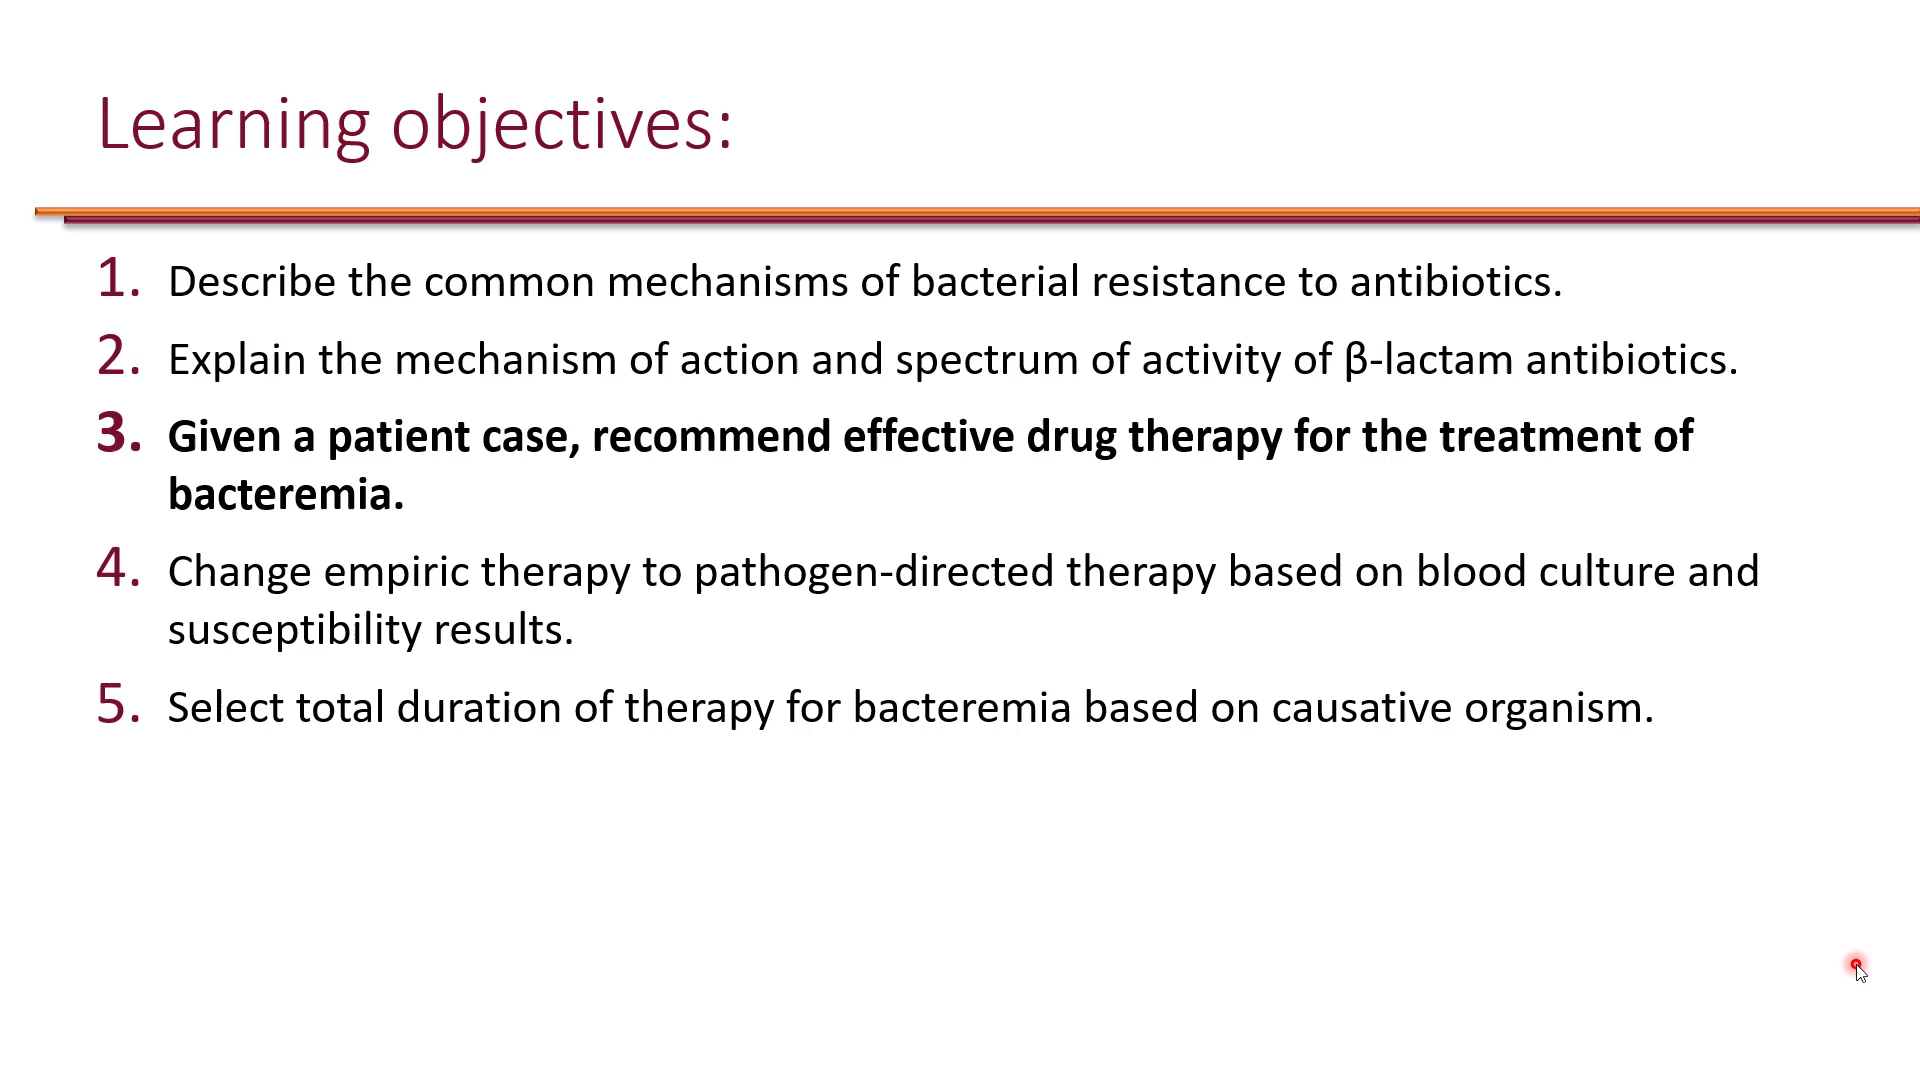 Learning objectives:
1. Describe the common mechanisms of bacterial resistance to antibiotics.
2. Explain the mechanism of action and spectrum of activity of β-lactam antibiotics.
3. Given a patient case, recommend effective drug therapy for the treatment of
bacteremia.
4. Change empiric therapy to pathogen-directed therapy based on blood culture and
susceptibility results.
5. Select total duration of therapy for bacteremia based on causative organism.